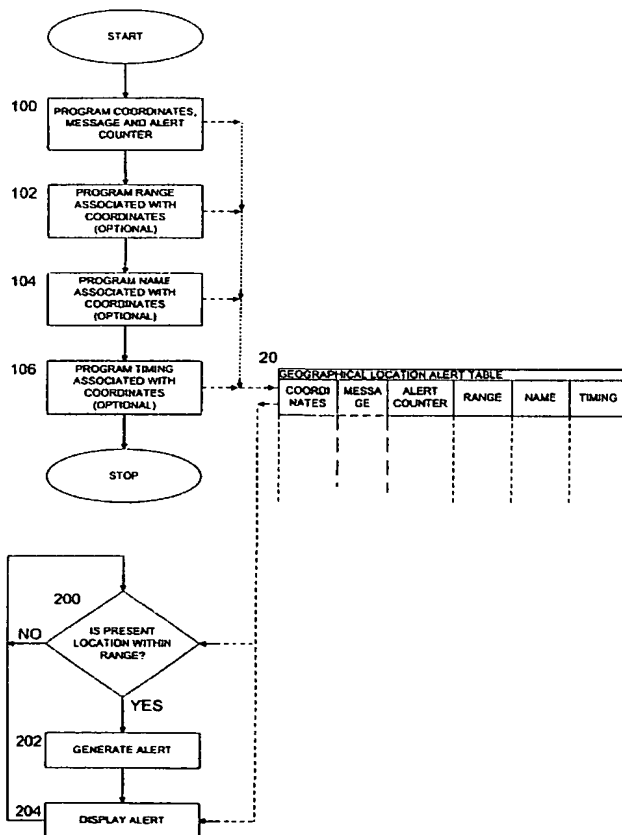 START
100
PROGRAM COORDINATES,
MESSAGE AND ALERT
COUNTER
102
PROGRAM RANGE
ASSOCIATED WITH
COORDINATES
(OPTIONAL)
104
PROGRAM NAME
ASSOCIATED WITH
COORDINATES
(OPTIONAL)
106
PROGRAM TIMING
ASSOCIATED WITH
COORDINATES
(OPTIONAL)
STOP
20
GEOGRAPHICAL LOCATION ALERT TABLE
COORDI
NATES
MESSA
GE
ALERT
COUNTER
RANGE
NAME
TIMING
200
NO
IS PRESENT
LOCATION WITHIN
RANGE?
YES
202
GENERATE ALERT
204
DISPLAY ALERT